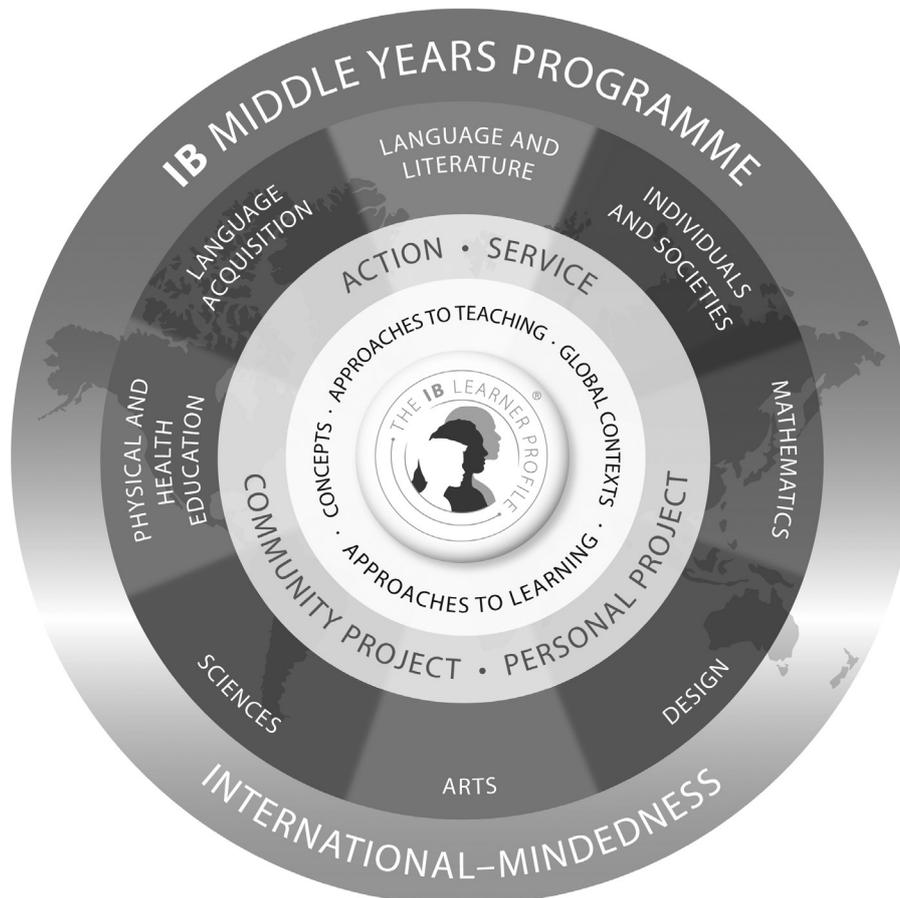 IB MIDDLE YEARS PROGRAMME
LANGUAGE AND
LITERATURE
INDIVIDUALS
AND SOCIETIES
MATHEMATICS
DESIGN
ARTS
SCIENCES
PHYSICAL AND
HEALTH
EDUCATION
LANGUAGE
ACQUISITION
ACTION • SERVICE
COMMUNITY PROJECT • PERSONAL PROJECT
APPROACHES TO TEACHING · GLOBAL CONTEXTS ·
APPROACHES TO LEARNING ·
CONCEPTS ·
THE IB LEARNER PROFILE ®
INTERNATIONAL–MINDEDNESS